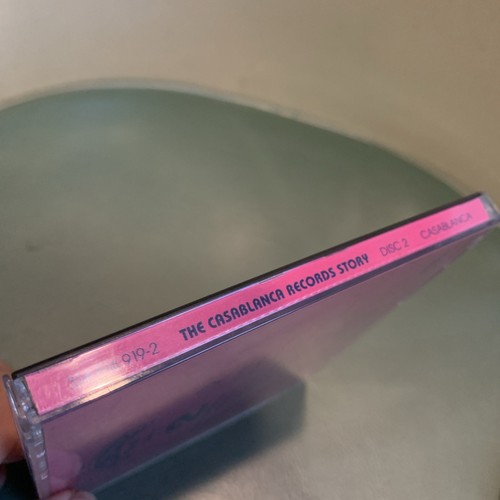 919-2 THE CASABLANCA RECORDS STORY DISC 2 CASABLANCA